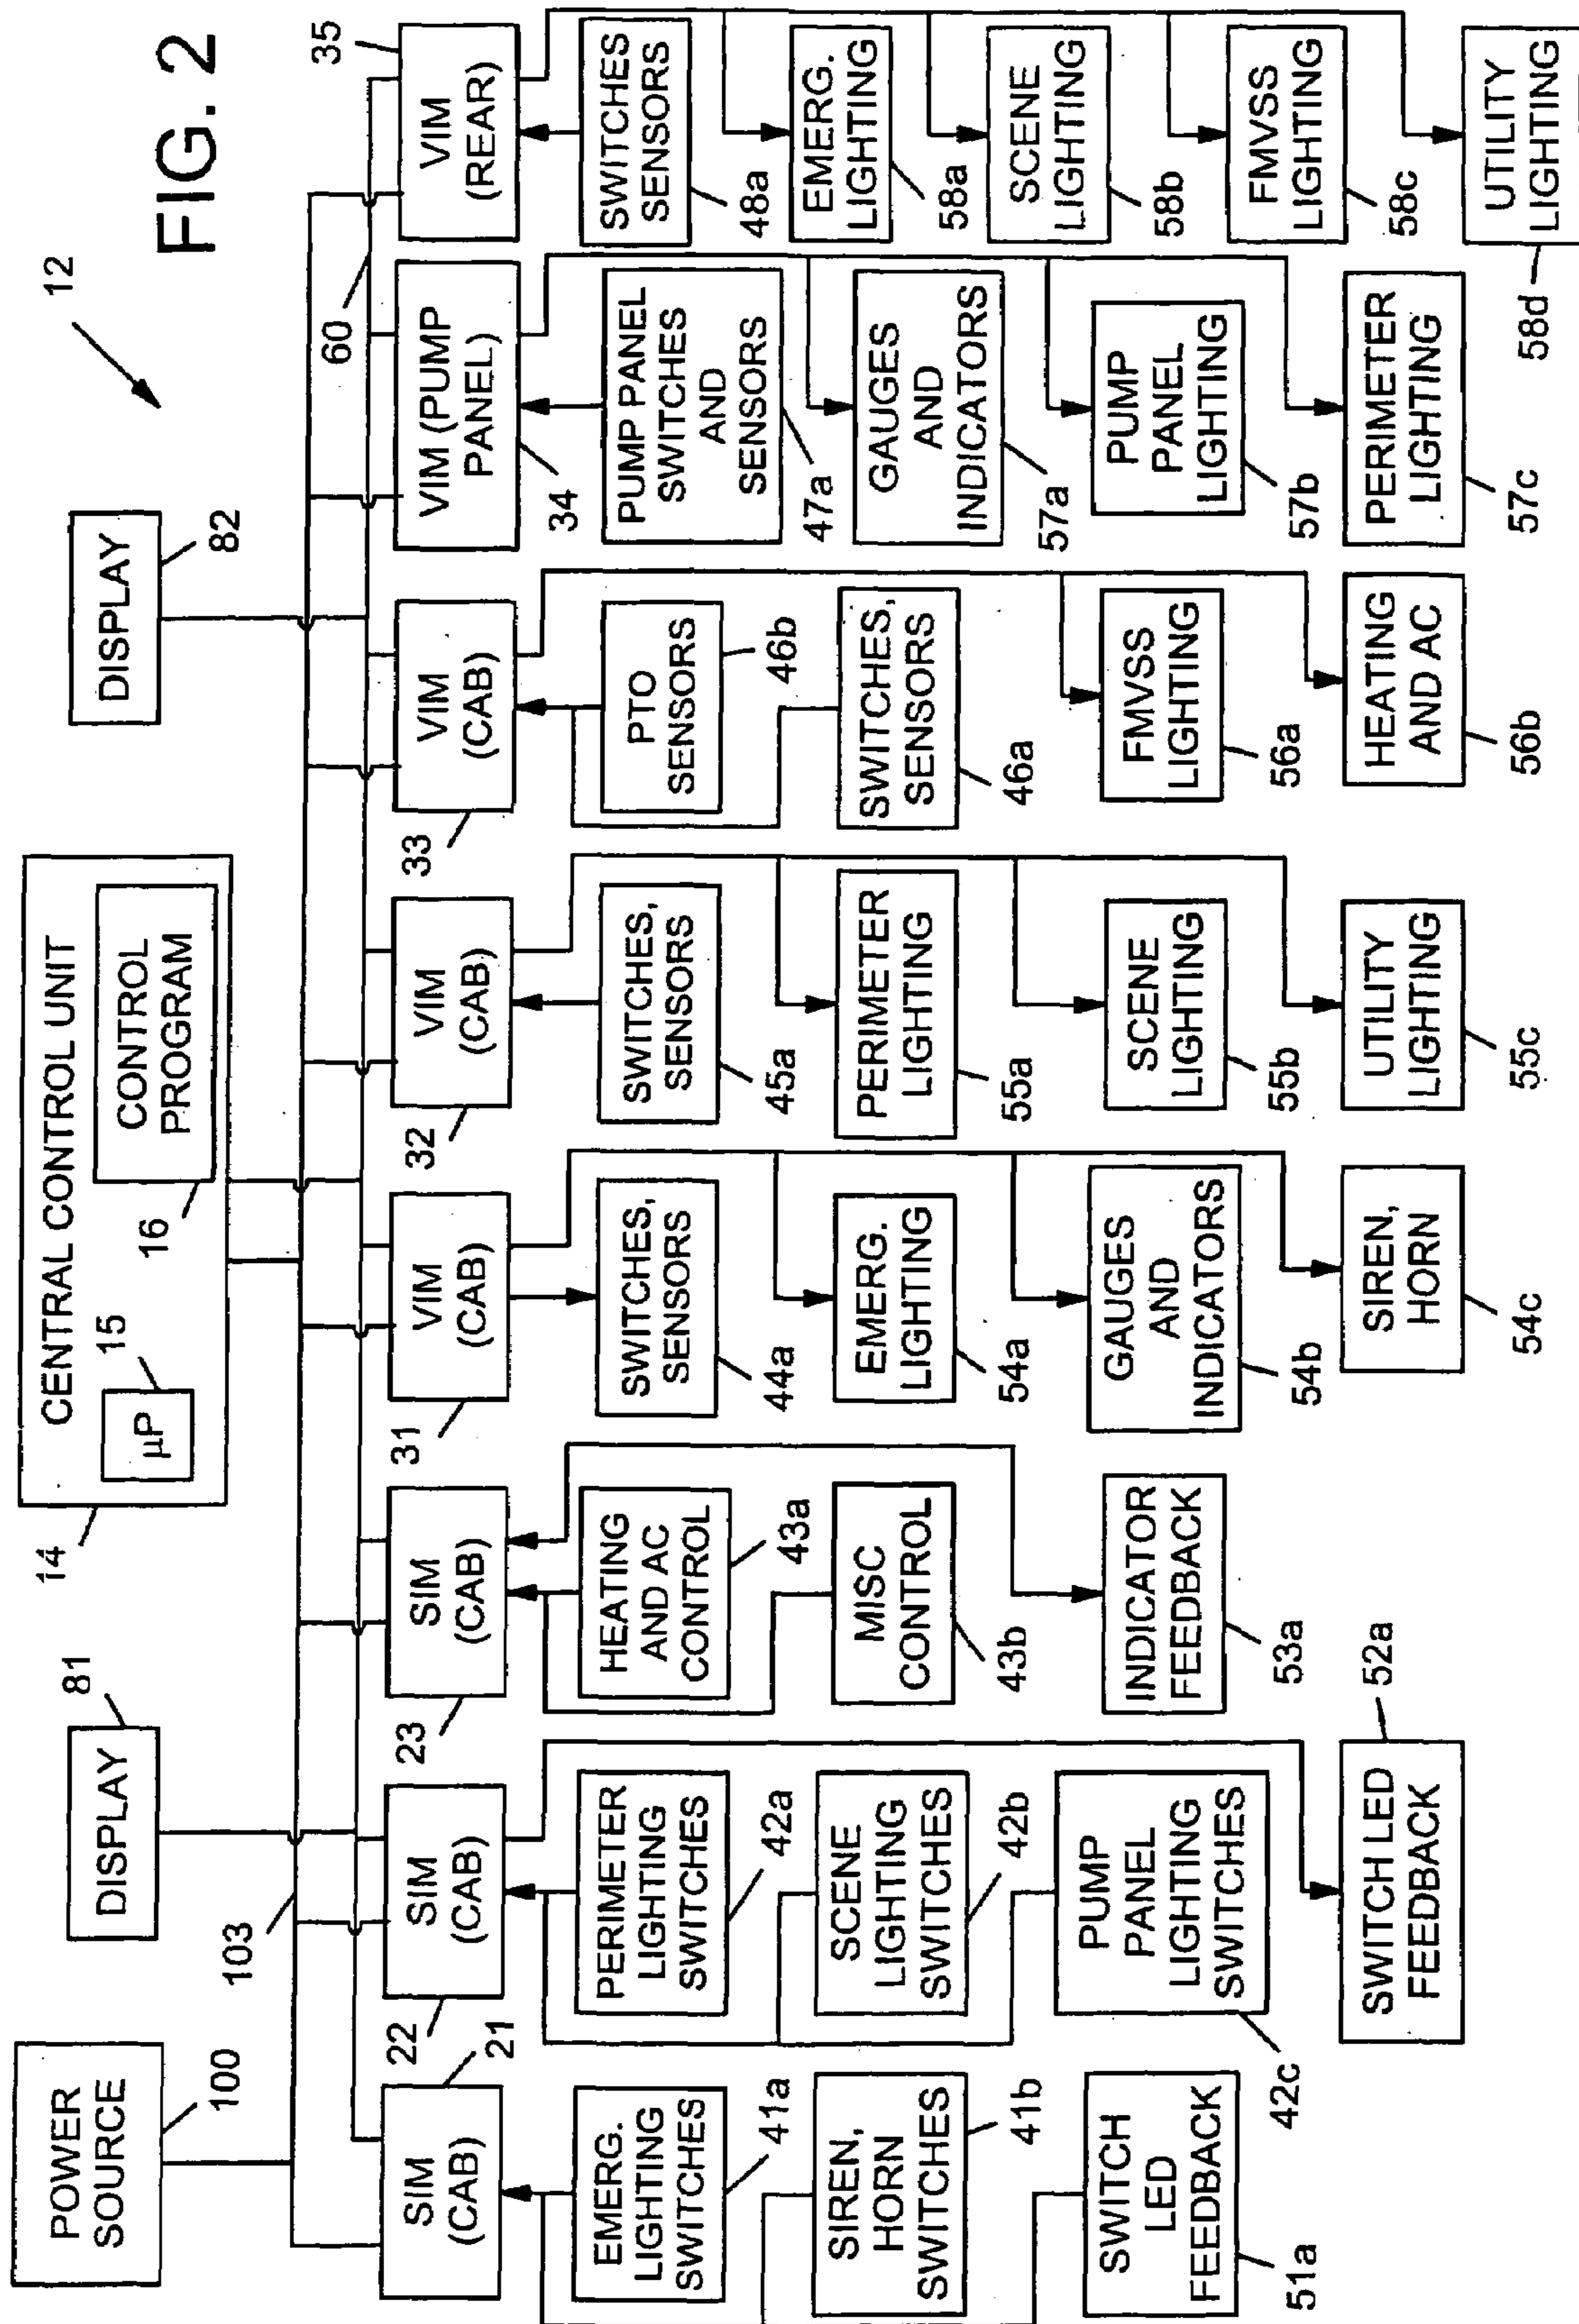 FIG. 2
12
POWER
SOURCE
100
DISPLAY
81
103
CENTRAL CONTROL UNIT
14
μP
15
CONTROL
PROGRAM
16
DISPLAY
82
60
SIM
(CAB)
21
EMERG.
LIGHTING
SWITCHES
41a
SIREN,
HORN
SWITCHES
41b
SWITCH
LED
FEEDBACK
51a
SIM
(CAB)
22
PERIMETER
LIGHTING
SWITCHES
42a
SCENE
LIGHTING
SWITCHES
42b
PUMP
PANEL
LIGHTING
SWITCHES
42c
SWITCH LED
FEEDBACK
52a
SIM
(CAB)
23
HEATING
AND AC
CONTROL
43a
MISC
CONTROL
43b
INDICATOR
FEEDBACK
53a
VIM
(CAB)
31
SWITCHES,
SENSORS
44a
EMERG.
LIGHTING
54a
GAUGES
AND
INDICATORS
54b
SIREN,
HORN
54c
VIM
(CAB)
32
SWITCHES,
SENSORS
45a
PERIMETER
LIGHTING
55a
SCENE
LIGHTING
55b
UTILITY
LIGHTING
55c
VIM
(CAB)
33
PTO
SENSORS
46b
SWITCHES,
SENSORS
46a
FMVSS
LIGHTING
56a
HEATING
AND AC
56b
VIM (PUMP
PANEL)
34
PUMP PANEL
SWITCHES
AND
SENSORS
47a
GAUGES
AND
INDICATORS
57a
PUMP
PANEL
LIGHTING
57b
PERIMETER
LIGHTING
57c
VIM
(REAR)
35
SWITCHES
SENSORS
48a
EMERG.
LIGHTING
58a
SCENE
LIGHTING
58b
FMVSS
LIGHTING
58c
UTILITY
LIGHTING
58d